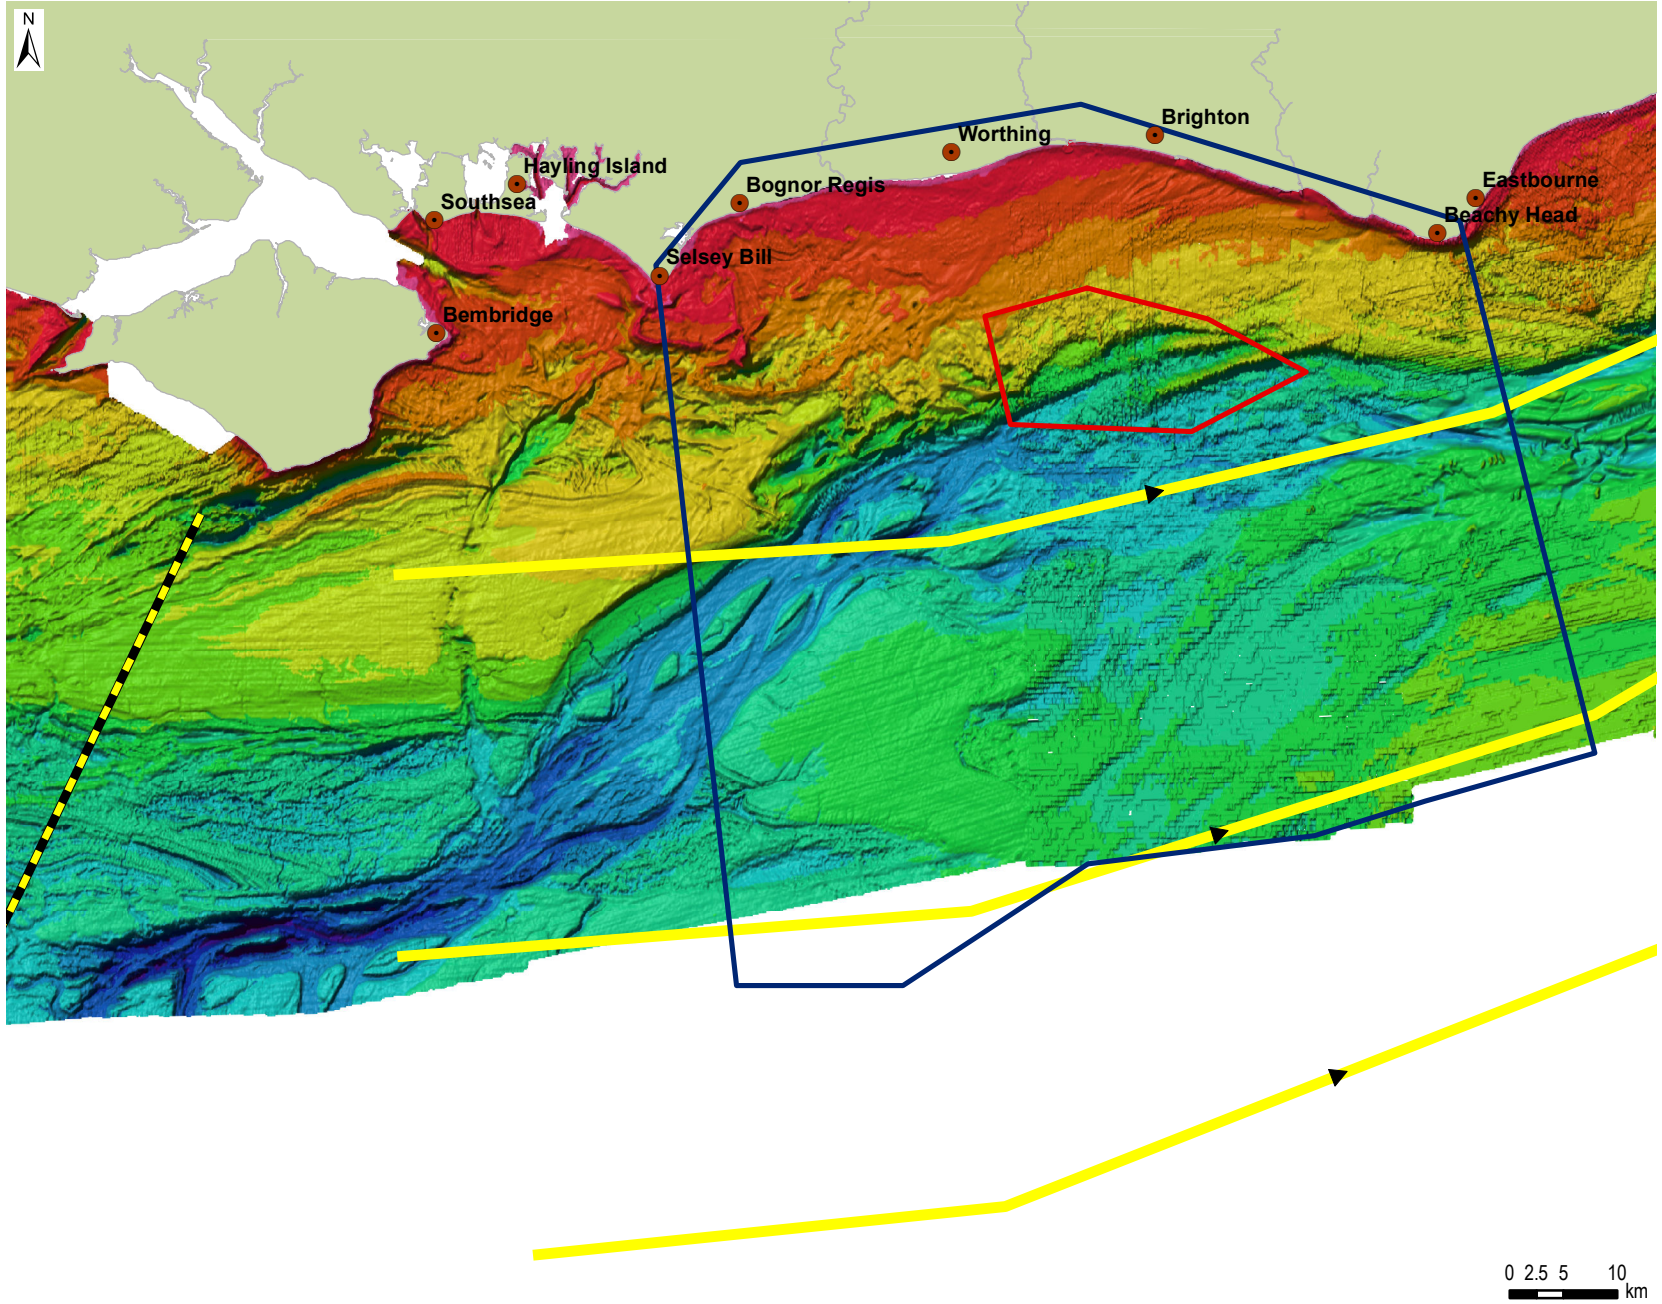 N
Brighton
Worthing
Hayling Island
Bognor Regis
Eastbourne
Southsea
Beachy Head
Selsey Bill
Bembridge
0 2.5 5 10
km